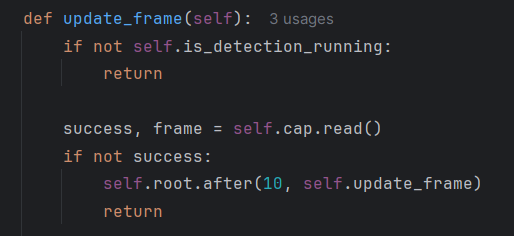 def update_frame(self): 3 usages
    if not self.is_detection_running:
        return

    success, frame = self.cap.read()
    if not success:
        self.root.after(10, self.update_frame)
        return